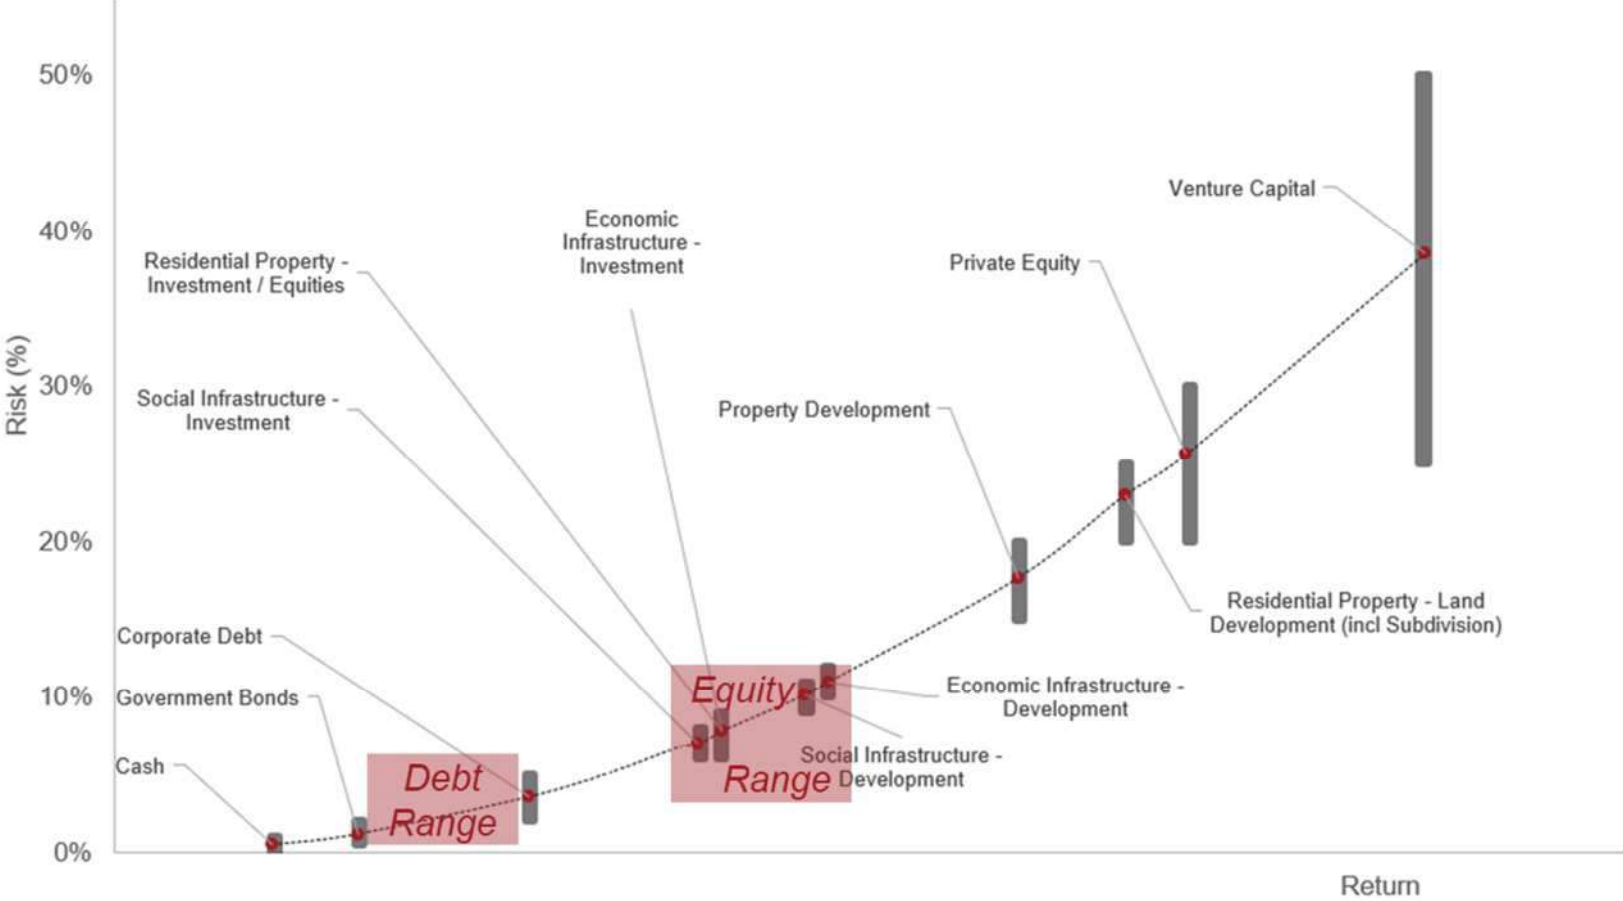 50%
40%
30%
20%
10%
0%
Risk (%)
Return
Cash
Government Bonds
Corporate Debt
Social Infrastructure -
Investment
Residential Property -
Investment / Equities
Economic
Infrastructure -
Investment
Debt
Range
Equity
Range
Social Infrastructure -
Development
Economic Infrastructure -
Development
Property Development
Residential Property - Land
Development (incl Subdivision)
Private Equity
Venture Capital